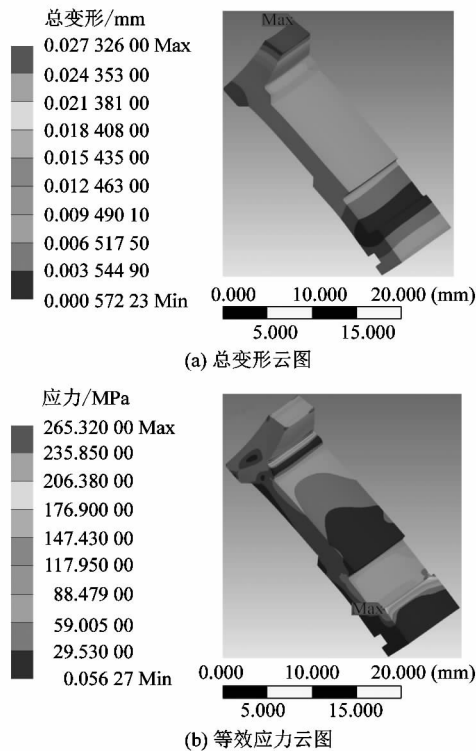 总变形/mm
0.027 326 00 Max
0.024 353 00
0.021 381 00
0.018 408 00
0.015 435 00
0.012 463 00
0.009 490 10
0.006 517 50
0.003 544 90
0.000 572 23 Min
Max
0.000 10.000 20.000 (mm)
5.000 15.000
(a) 总变形云图
应力/MPa
265.320 00 Max
235.850 00
206.380 00
176.900 00
147.430 00
117.950 00
88.479 00
59.005 00
29.530 00
0.056 27 Min
Max
0.000 10.000 20.000 (mm)
5.000 15.000
(b) 等效应力云图